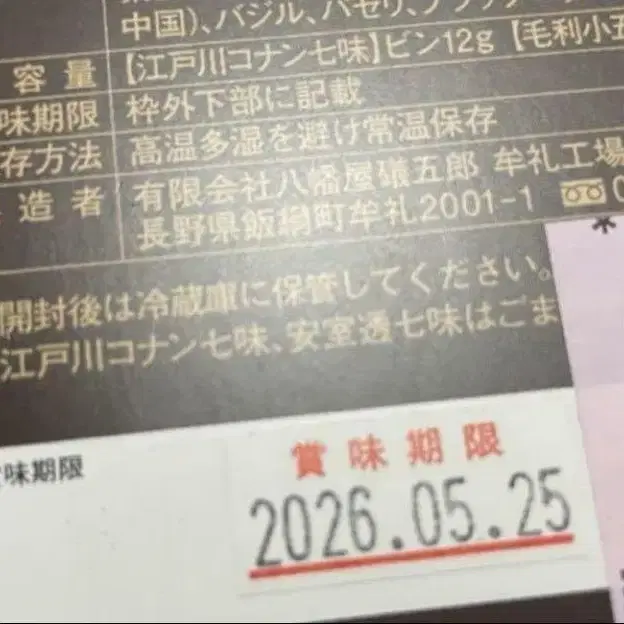 中国)、バジル、パセリ、ブラック
容量 【江戸川コナン七味】ビン12g 【毛利小五
味期限 枠外下部に記載
存方法 高温多湿を避け常温保存
造者 有限会社八幡屋礒五郎 牟礼工場
長野県飯綱町牟礼2001-1
開封後は冷蔵庫に保管してください。
江戸川コナン七味、安室透七味はごま
味期限
賞味期限
2026.05.25
*